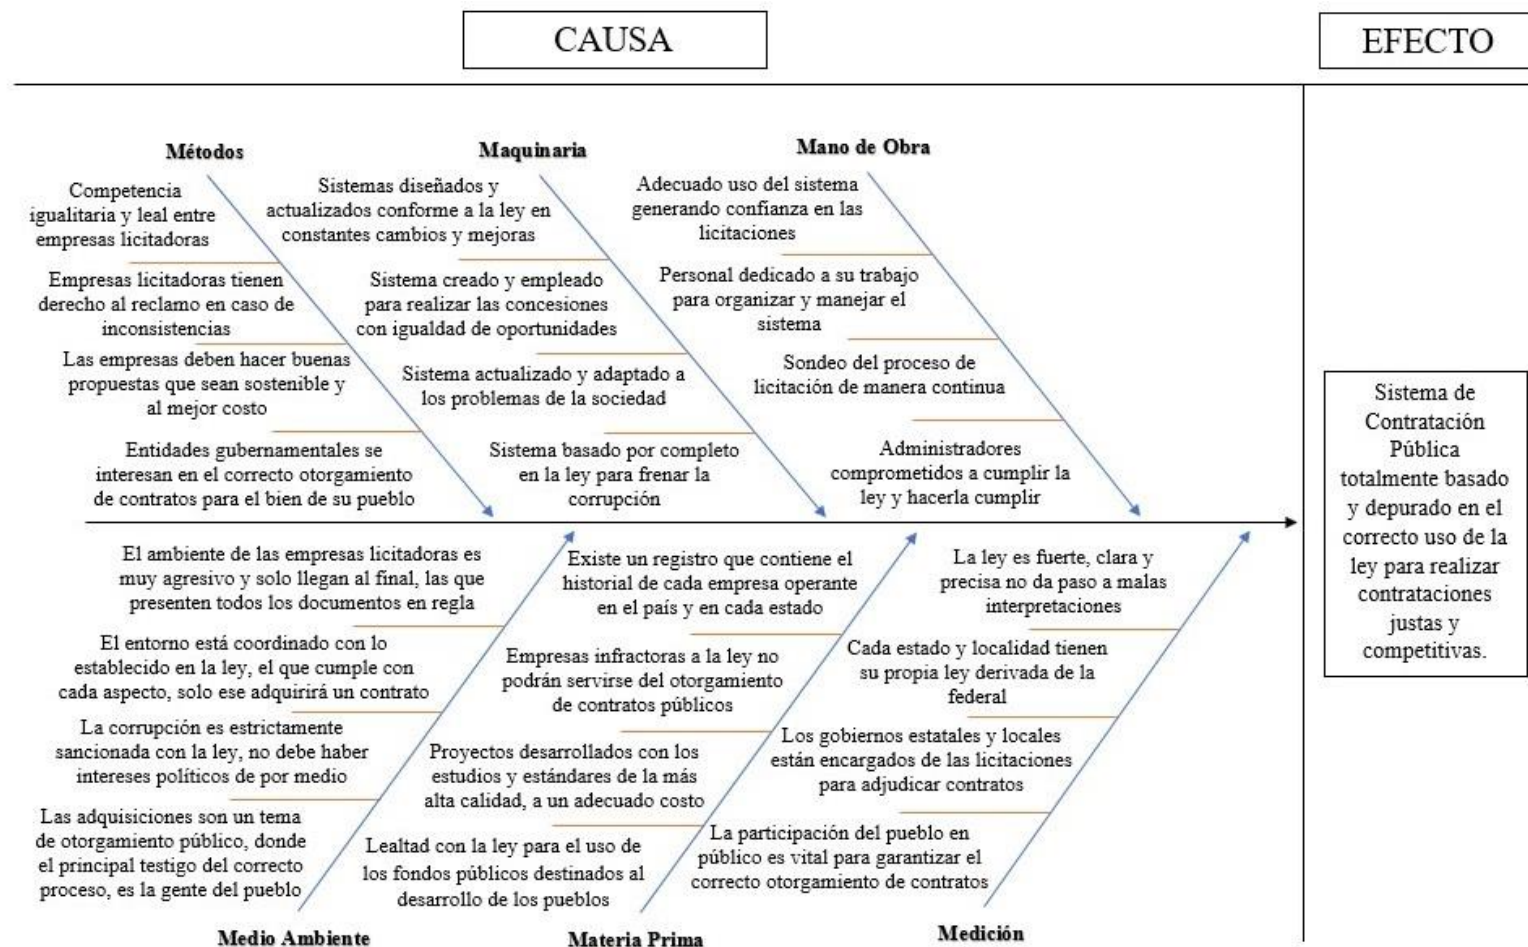 CAUSA
EFECTO
Métodos
Competencia
igualitaria y leal entre
empresas licitadoras
Empresas licitadoras tienen
derecho al reclamo en caso de
inconsistencias
Las empresas deben hacer buenas
propuestas que sean sostenible y
al mejor costo
Entidades gubernamentales se
interesan en el correcto otorgamiento
de contratos para el bien de su pueblo
Maquinaria
Sistemas diseñados y
actualizados conforme a la ley en
constantes cambios y mejoras
Sistema creado y empleado
para realizar las concesiones
con igualdad de oportunidades
Sistema actualizado y adaptado a
los problemas de la sociedad
Sistema basado por completo
en la ley para frenar la
corrupción
Mano de Obra
Adecuado uso del sistema
generando confianza en las
licitaciones
Personal dedicado a su trabajo
para organizar y manejar el
sistema
Sondeo del proceso de
licitación de manera continua
Administradores
comprometidos a cumplir la
ley y hacerla cumplir
El ambiente de las empresas licitadoras es
muy agresivo y solo llegan al final, las que
presenten todos los documentos en regla
El entorno está coordinado con lo
establecido en la ley, el que cumple con
cada aspecto, solo ese adquirirá un contrato
La corrupción es estrictamente
sancionada con la ley, no debe haber
intereses políticos de por medio
Las adquisiciones son un tema
de otorgamiento público, donde
el principal testigo del correcto
proceso, es la gente del pueblo
Medio Ambiente
Existe un registro que contiene el
historial de cada empresa operante
en el país y en cada estado
Empresas infractoras a la ley no
podrán servirse del otorgamiento
de contratos públicos
Proyectos desarrollados con los
estudios y estándares de la más
alta calidad, a un adecuado costo
Lealtad con la ley para el uso de
los fondos públicos destinados al
desarrollo de los pueblos
Materia Prima
La ley es fuerte, clara y
precisa no da paso a malas
interpretaciones
Cada estado y localidad tienen
su propia ley derivada de la
federal
Los gobiernos estatales y locales
están encargados de las licitaciones
para adjudicar contratos
La participación del pueblo en
público es vital para garantizar el
correcto otorgamiento de contratos
Medición
Sistema de
Contratación
Pública
totalmente basado
y depurado en el
correcto uso de la
ley para realizar
contrataciones
justas y
competitivas.